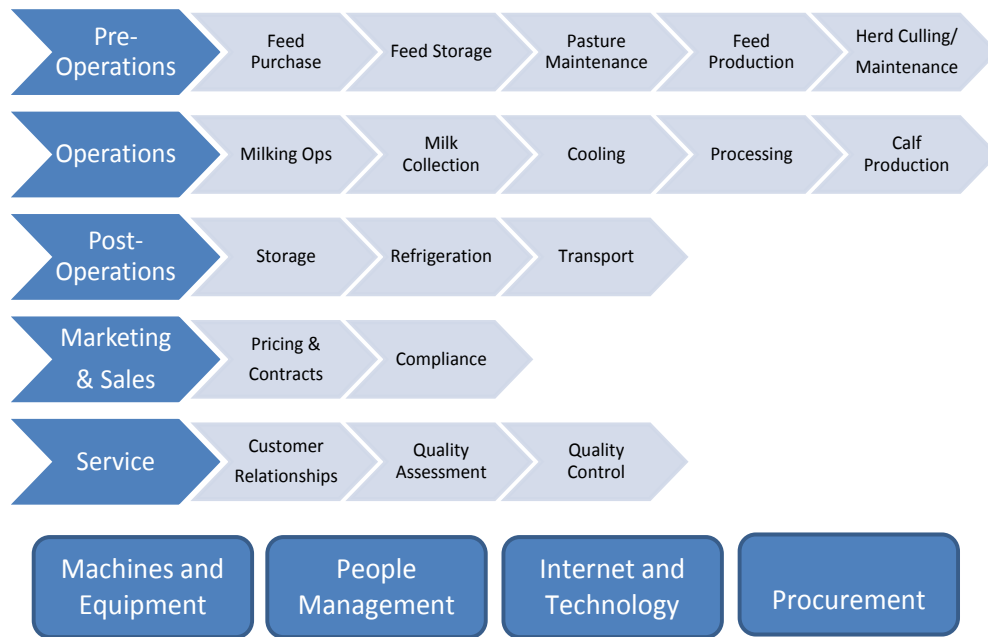 Pre-
Operations
Feed
Purchase
Feed Storage
Pasture
Maintenance
Feed
Production
Herd Culling/
Maintenance
Operations
Milking Ops
Milk
Collection
Cooling
Processing
Calf
Production
Post-
Operations
Storage
Refrigeration
Transport
Marketing
& Sales
Pricing &
Contracts
Compliance
Service
Customer
Relationships
Quality
Assessment
Quality
Control
Machines and
Equipment
People
Management
Internet and
Technology
Procurement